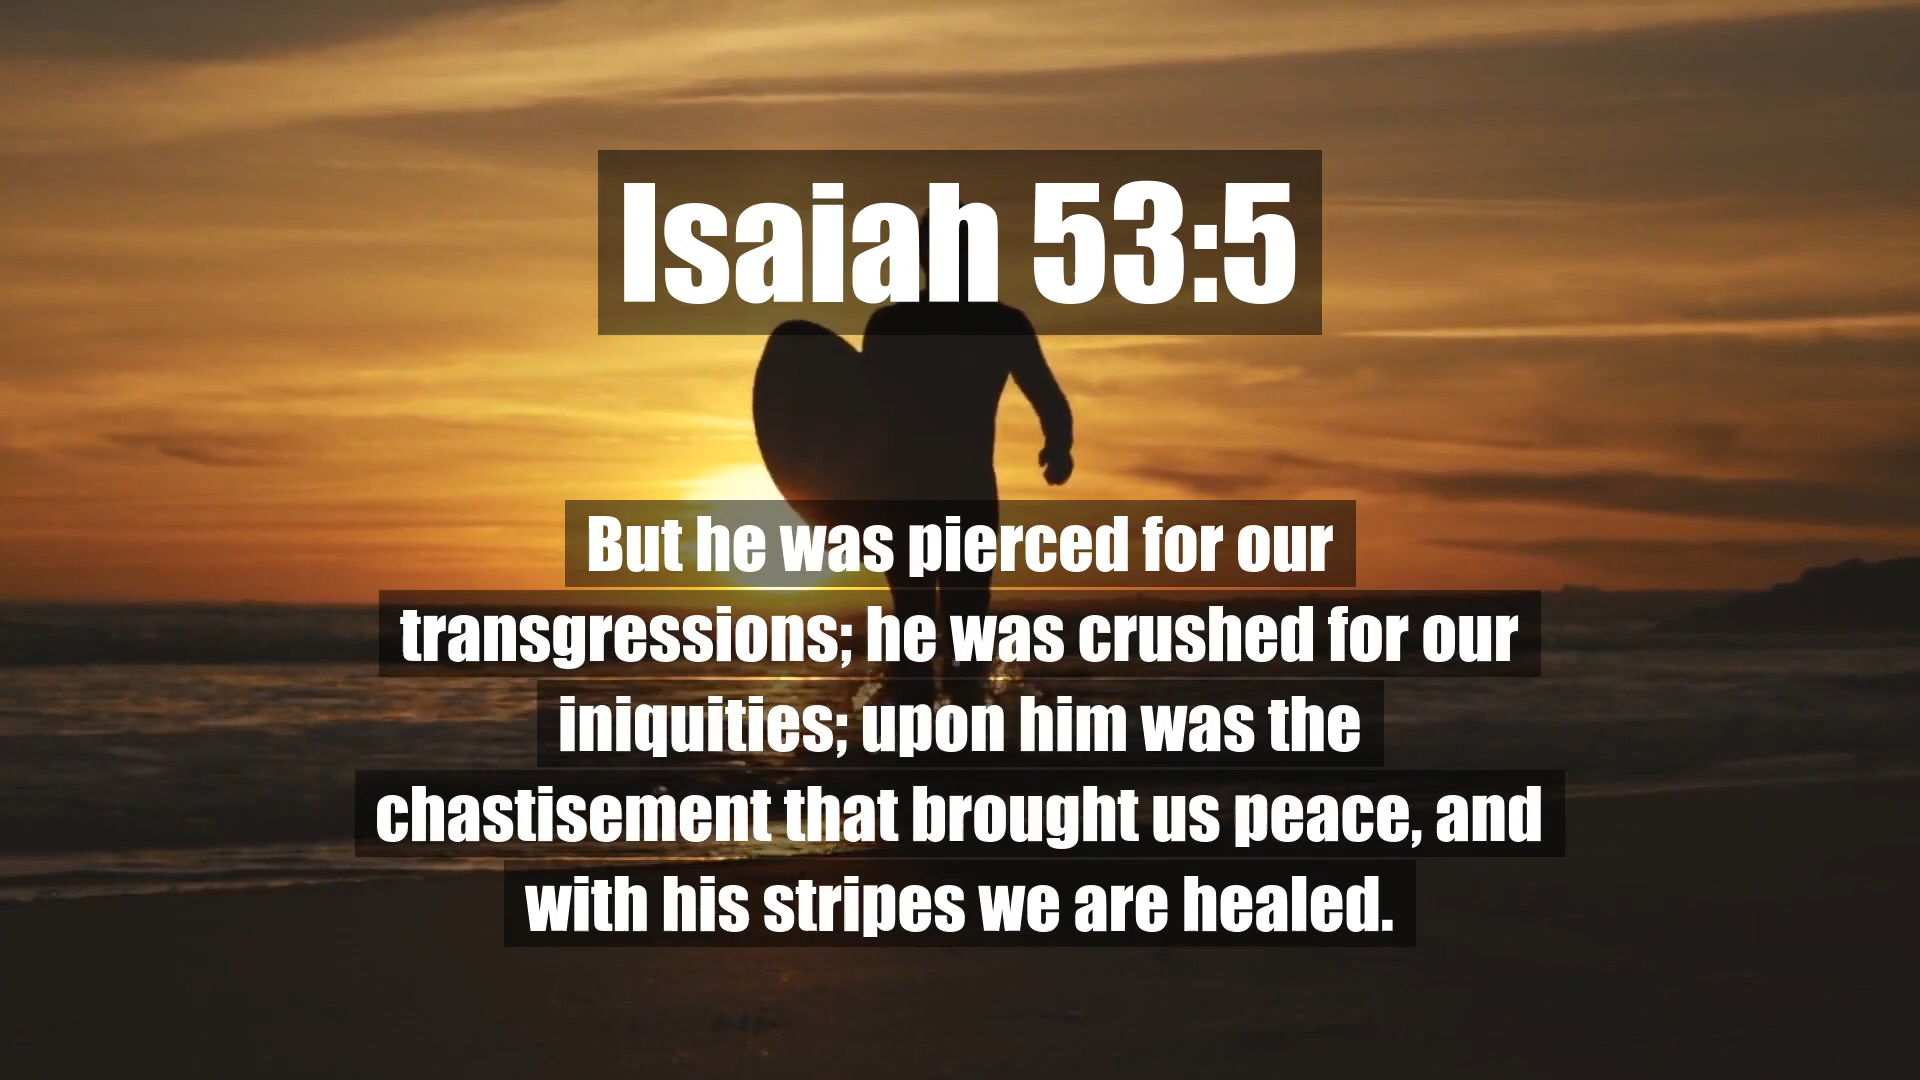 Isaiah 53:5
But he was pierced for our
transgressions; he was crushed for our
iniquities; upon him was the
chastisement that brought us peace, and
with his stripes we are healed.